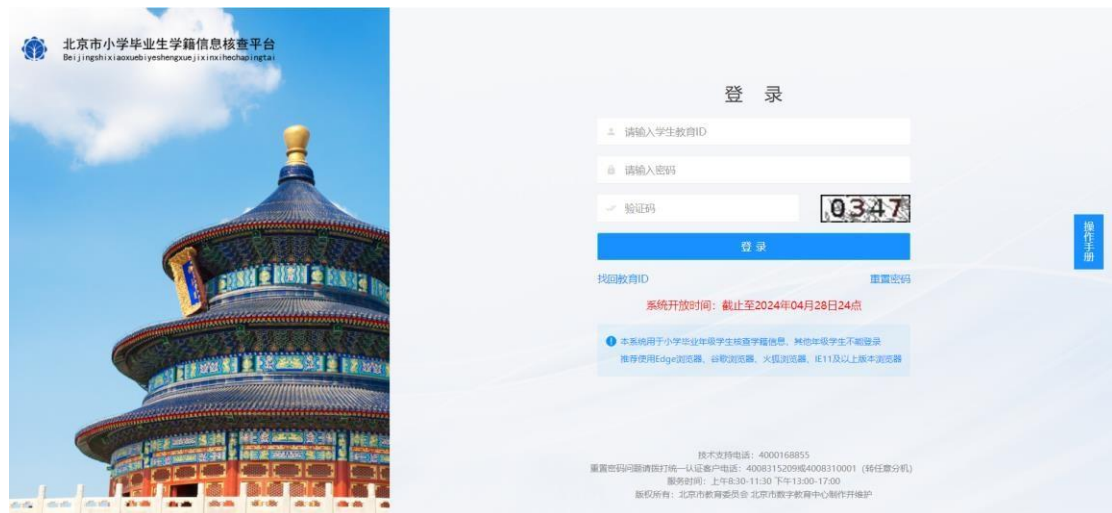 北京市小学毕业生学籍信息核查平台
Beijingshixiaoxuebiyeshengxuejixinxihechapingtai
登 录
请输入学生教育ID
请输入密码
验证码
0347
登 录
找回教育ID
重置密码
系统开放时间：截止至2024年04月28日24点
本系统用于小学毕业年级学生核查学籍信息、其他年级学生不能登录
推荐使用Edge浏览器、谷歌浏览器、火狐浏览器、IE11及以上版本浏览器
操作手册
技术支持电话：4000168855
重置密码问题请拨打统一认证客户电话：4008315209或4008310001（转任意分机）
服务时间：上午8:30-11:30 下午13:00-17:00
版权所有：北京市教育委员会 北京市数字教育中心制作并维护